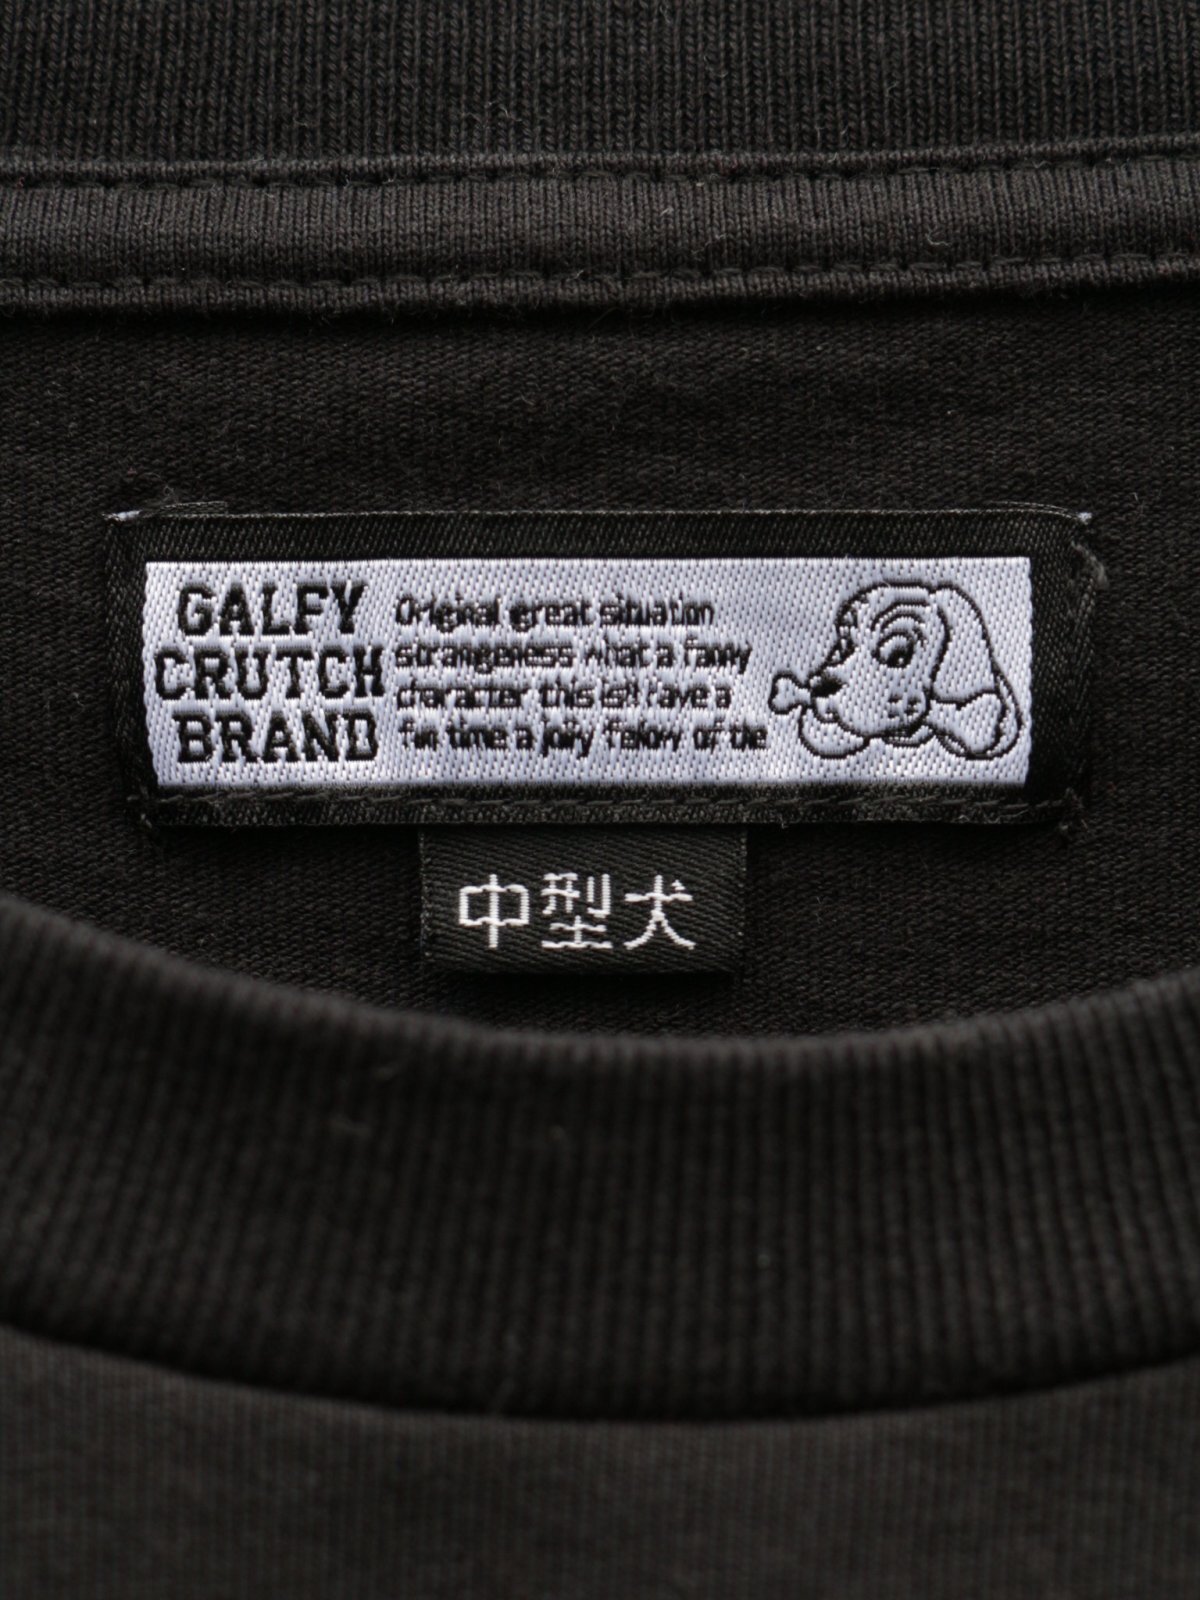 GALFY
CRUTCH
BRAND
Original great situation
strangeness what a funny
character this is!! have a
fun time a jolly fellow of the
中型犬